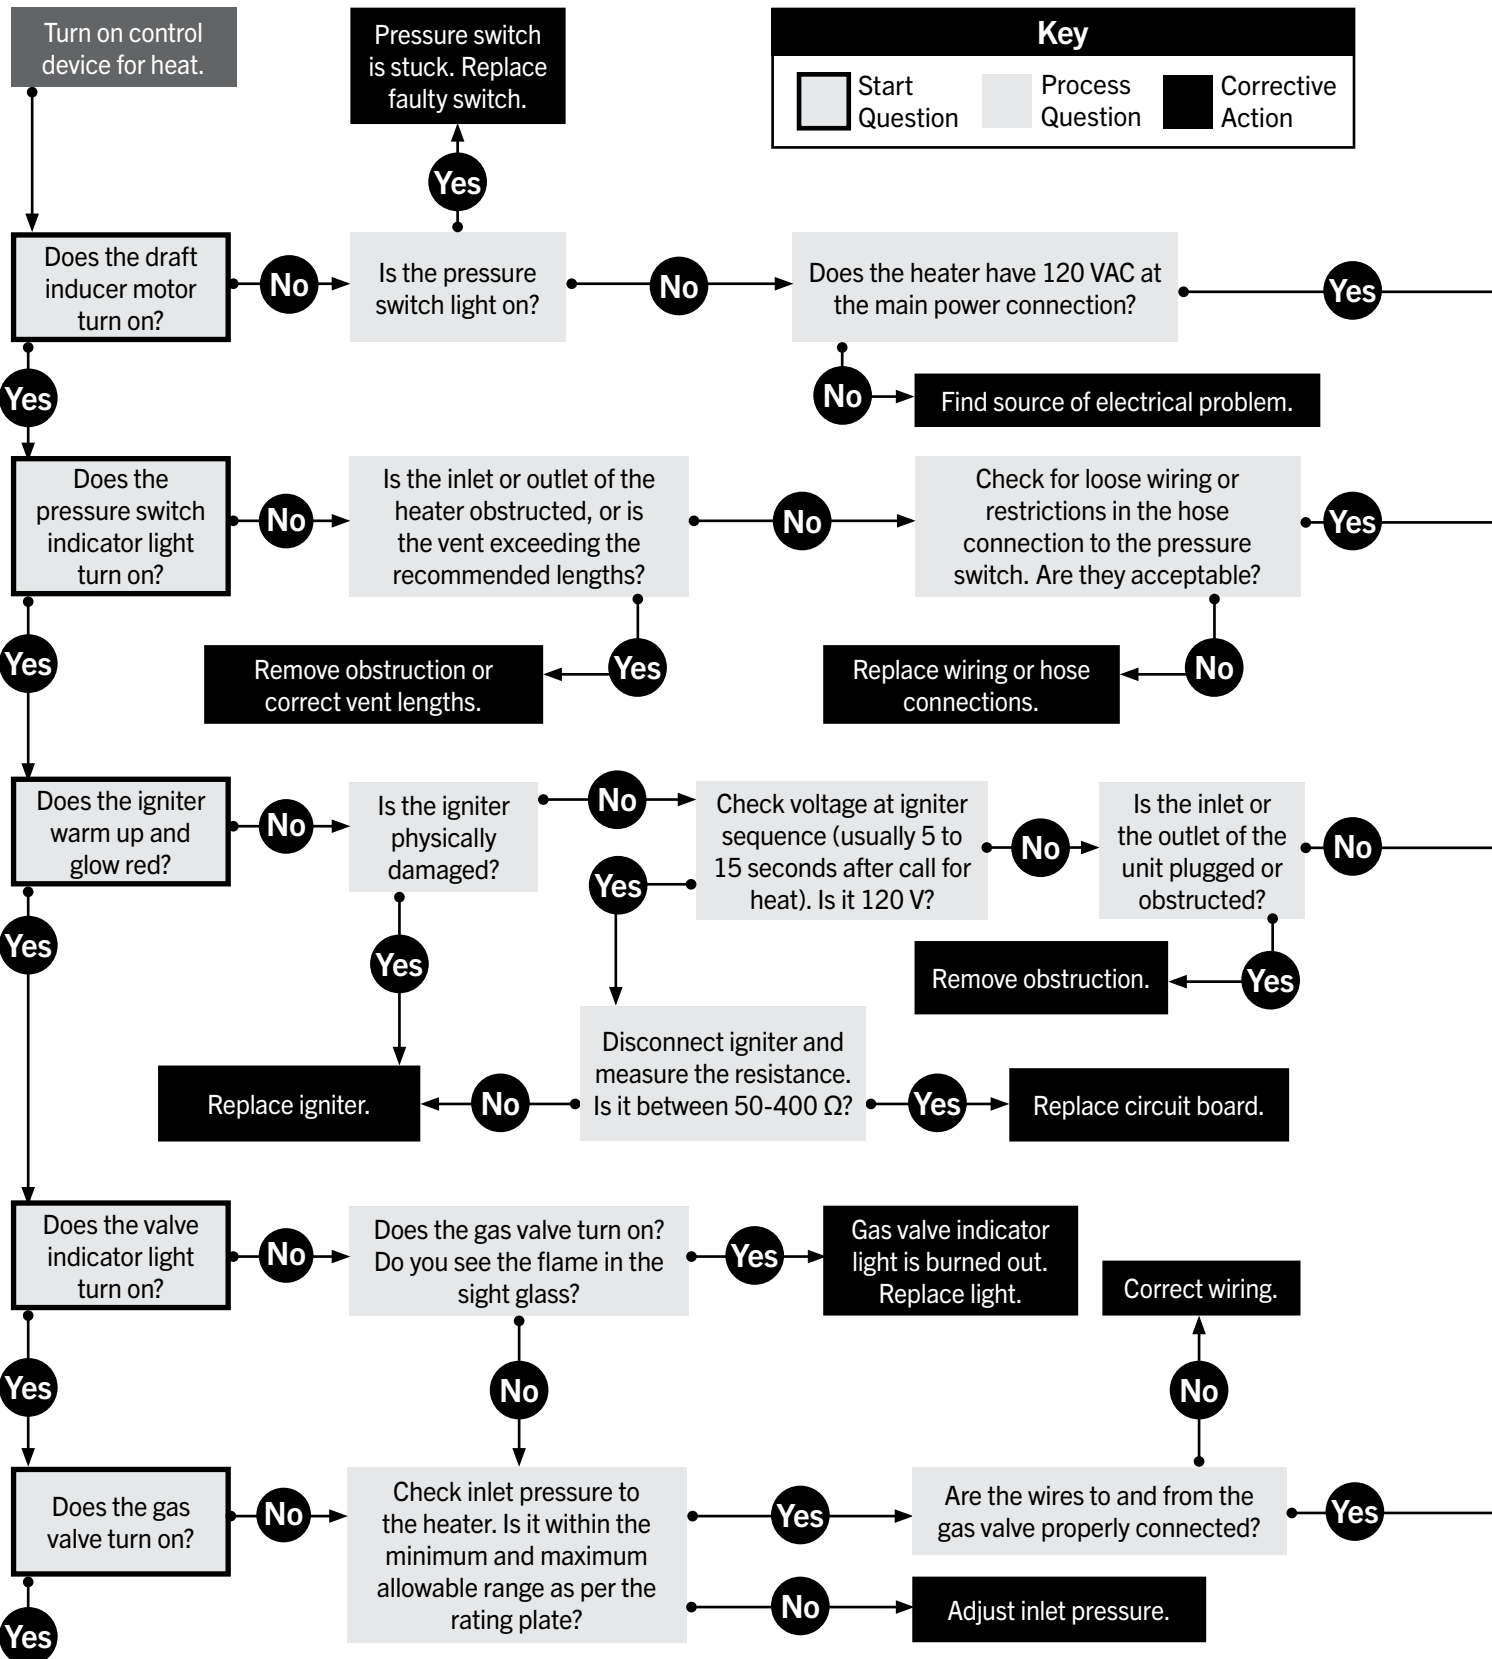 Turn on control
device for heat.
Pressure switch
is stuck. Replace
faulty switch.
Key
Start
Question
Process
Question
Corrective
Action
Yes
Does the draft
inducer motor
turn on?
No
Is the pressure
switch light on?
No
Does the heater have 120 VAC at
the main power connection?
Yes
Yes
No
Find source of electrical problem.
Does the
pressure switch
indicator light
turn on?
No
Is the inlet or outlet of the
heater obstructed, or is
the vent exceeding the
recommended lengths?
No
Check for loose wiring or
restrictions in the hose
connection to the pressure
switch. Are they acceptable?
Yes
Yes
Remove obstruction or
correct vent lengths.
Yes
Replace wiring or hose
connections.
No
Does the igniter
warm up and
glow red?
No
Is the igniter
physically
damaged?
No
Check voltage at igniter
sequence (usually 5 to
15 seconds after call for
heat). Is it 120 V?
No
Is the inlet or
the outlet of the
unit plugged or
obstructed?
No
Yes
Yes
Yes
Remove obstruction.
Yes
Disconnect igniter and
measure the resistance.
Is it between 50-400 Ω?
Replace igniter.
No
Yes
Replace circuit board.
Does the valve
indicator light
turn on?
No
Does the gas valve turn on?
Do you see the flame in the
sight glass?
Yes
Gas valve indicator
light is burned out.
Replace light.
Correct wiring.
Yes
No
No
Does the gas
valve turn on?
No
Check inlet pressure to
the heater. Is it within the
minimum and maximum
allowable range as per the
rating plate?
Yes
Are the wires to and from the
gas valve properly connected?
Yes
No
Adjust inlet pressure.
Yes